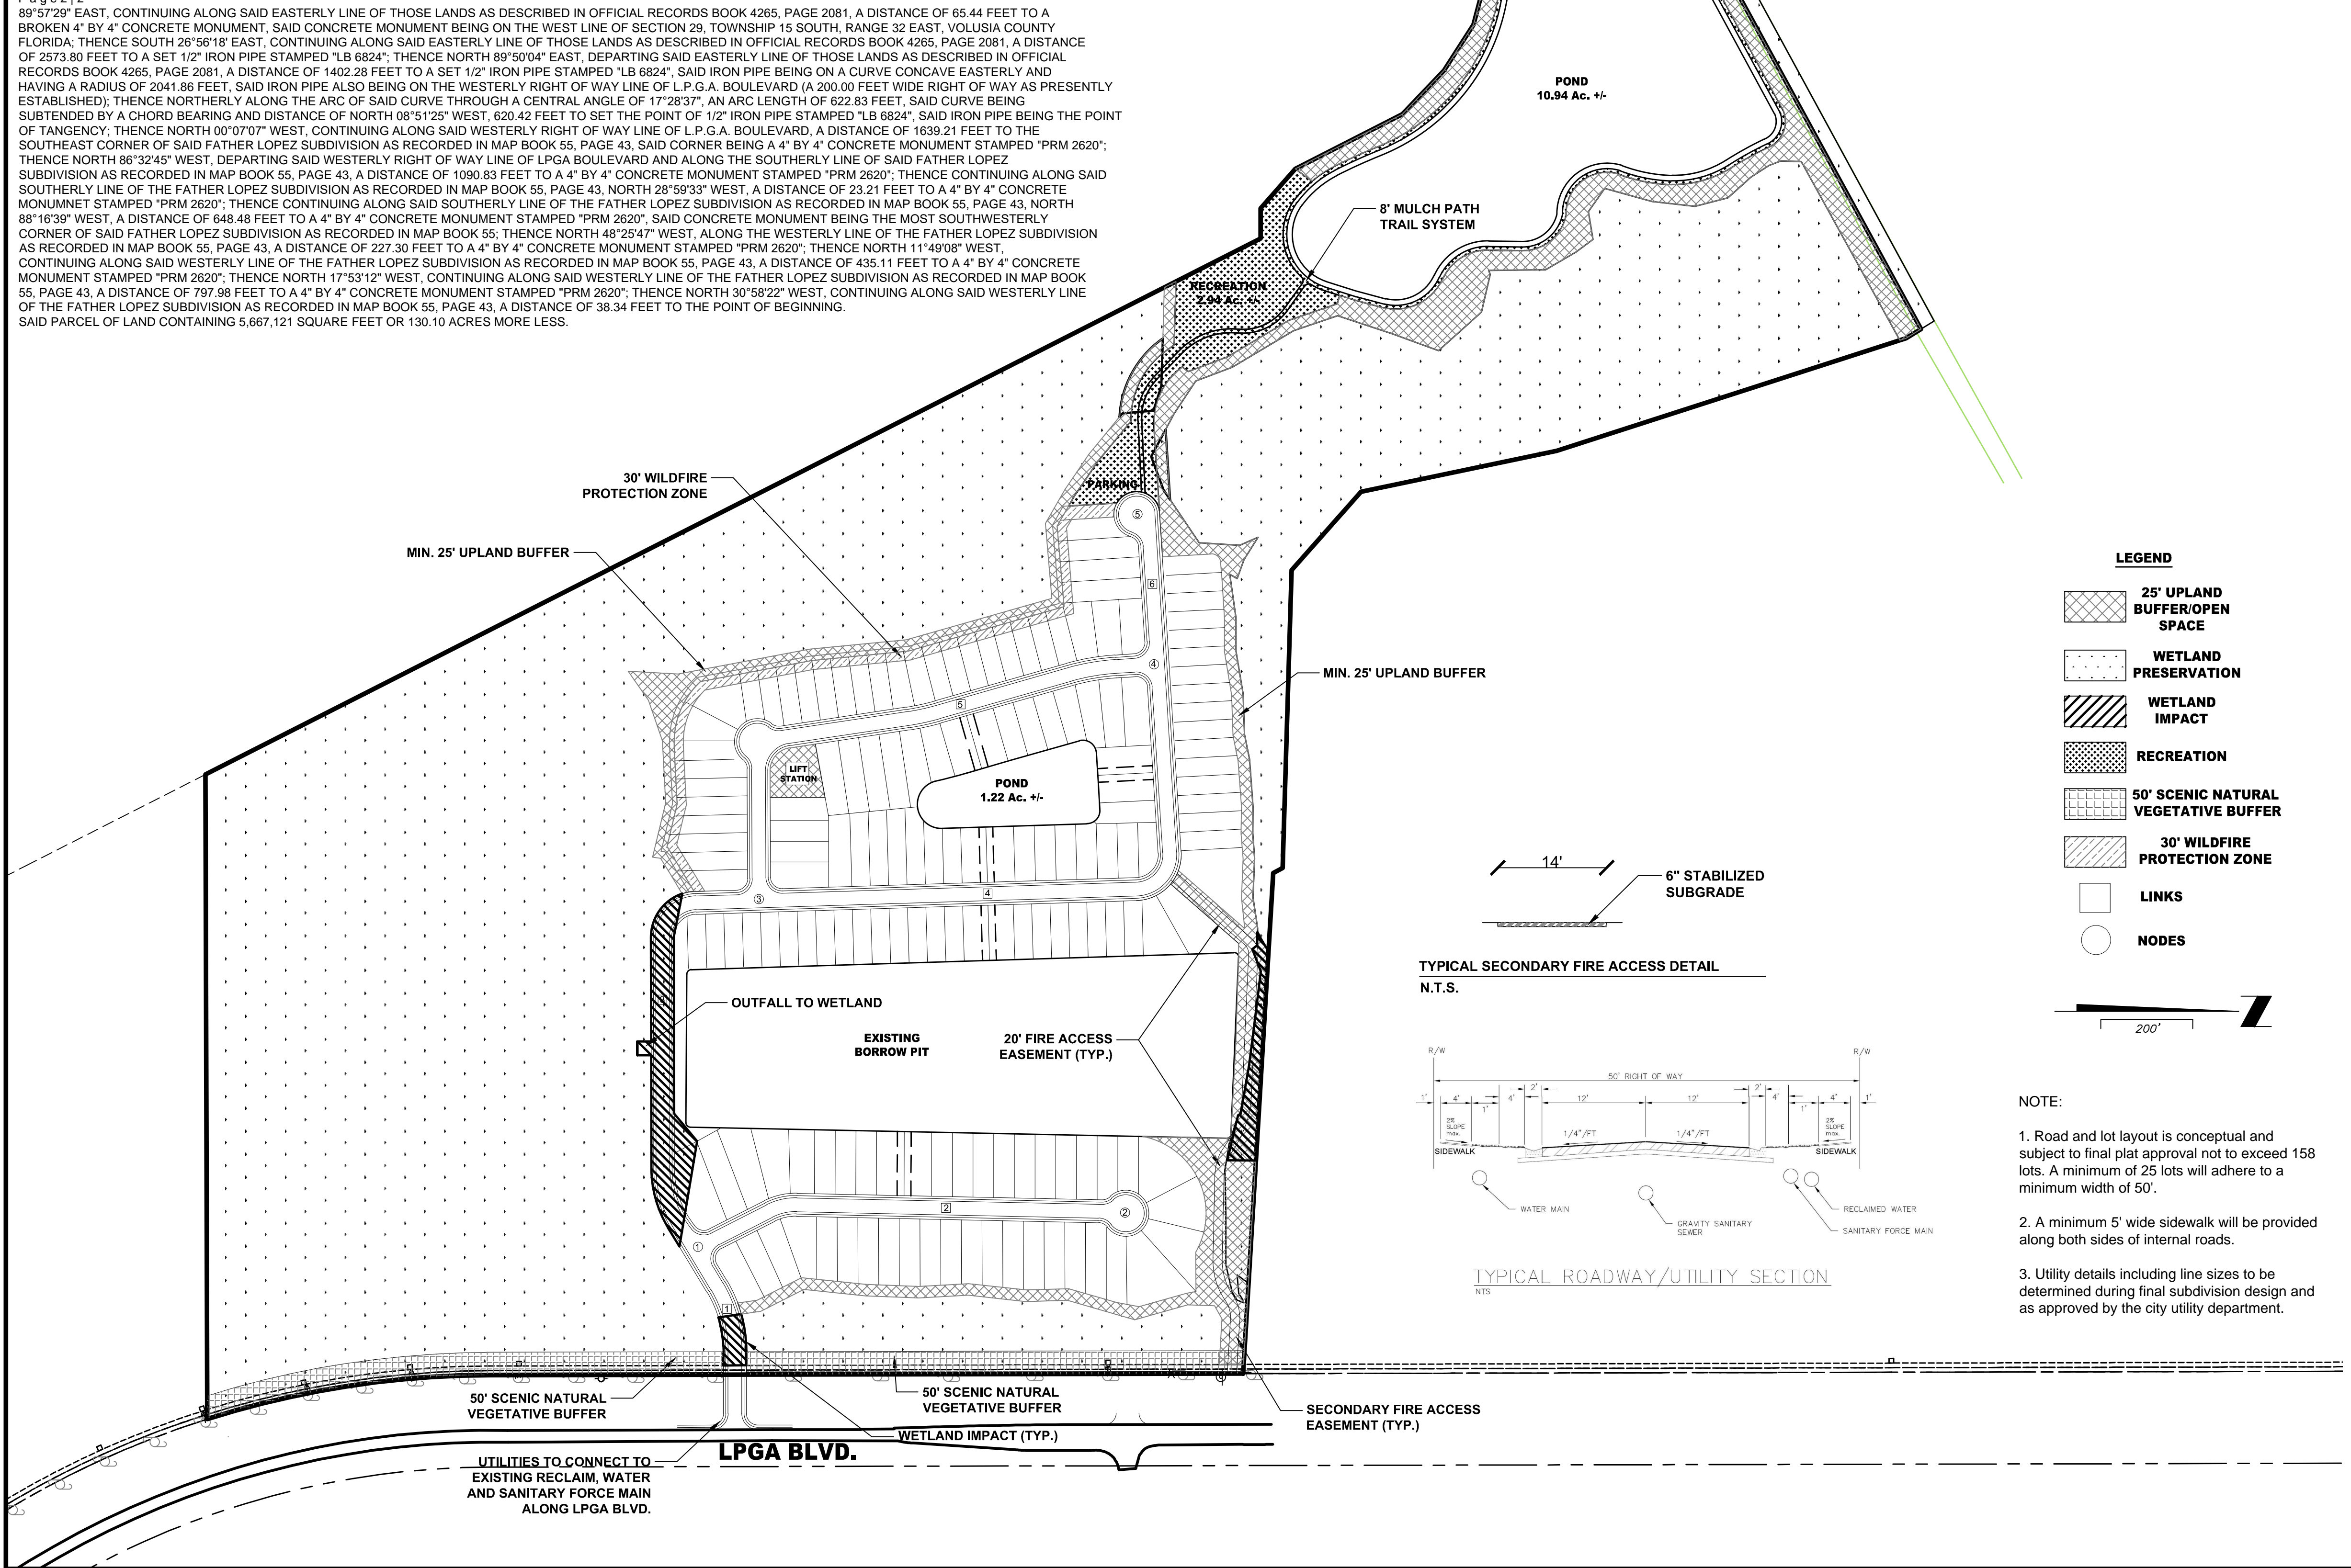 89°57'29" EAST, CONTINUING ALONG SAID EASTERLY LINE OF THOSE LANDS AS DESCRIBED IN OFFICIAL RECORDS BOOK 4265, PAGE 2081, A DISTANCE OF 65.44 FEET TO A
BROKEN 4" BY 4" CONCRETE MONUMENT, SAID CONCRETE MONUMENT BEING ON THE WEST LINE OF SECTION 29, TOWNSHIP 15 SOUTH, RANGE 32 EAST, VOLUSIA COUNTY
FLORIDA; THENCE SOUTH 26°56'18' EAST, CONTINUING ALONG SAID EASTERLY LINE OF THOSE LANDS AS DESCRIBED IN OFFICIAL RECORDS BOOK 4265, PAGE 2081, A DISTANCE
OF 2573.80 FEET TO A SET 1/2" IRON PIPE STAMPED "LB 6824"; THENCE NORTH 89°50'04" EAST, DEPARTING SAID EASTERLY LINE OF THOSE LANDS AS DESCRIBED IN OFFICIAL
RECORDS BOOK 4265, PAGE 2081, A DISTANCE OF 1402.28 FEET TO A SET 1/2" IRON PIPE STAMPED "LB 6824", SAID IRON PIPE BEING ON A CURVE CONCAVE EASTERLY AND
HAVING A RADIUS OF 2041.86 FEET, SAID IRON PIPE ALSO BEING ON THE WESTERLY RIGHT OF WAY LINE OF L.P.G.A. BOULEVARD (A 200.00 FEET WIDE RIGHT OF WAY AS PRESENTLY
ESTABLISHED); THENCE NORTHERLY ALONG THE ARC OF SAID CURVE THROUGH A CENTRAL ANGLE OF 17°28'37", AN ARC LENGTH OF 622.83 FEET, SAID CURVE BEING
SUBTENDED BY A CHORD BEARING AND DISTANCE OF NORTH 08°51'25" WEST, 620.42 FEET TO SET THE POINT OF 1/2" IRON PIPE STAMPED "LB 6824", SAID IRON PIPE BEING THE POINT
OF TANGENCY; THENCE NORTH 00°07'07" WEST, CONTINUING ALONG SAID WESTERLY RIGHT OF WAY LINE OF L.P.G.A. BOULEVARD, A DISTANCE OF 1639.21 FEET TO THE
SOUTHEAST CORNER OF SAID FATHER LOPEZ SUBDIVISION AS RECORDED IN MAP BOOK 55, PAGE 43, SAID CORNER BEING A 4" BY 4" CONCRETE MONUMENT STAMPED "PRM 2620";
THENCE NORTH 86°32'45" WEST, DEPARTING SAID WESTERLY RIGHT OF WAY LINE OF LPGA BOULEVARD AND ALONG THE SOUTHERLY LINE OF SAID FATHER LOPEZ
SUBDIVISION AS RECORDED IN MAP BOOK 55, PAGE 43, A DISTANCE OF 1090.83 FEET TO A 4" BY 4" CONCRETE MONUMENT STAMPED "PRM 2620"; THENCE CONTINUING ALONG SAID
SOUTHERLY LINE OF THE FATHER LOPEZ SUBDIVISION AS RECORDED IN MAP BOOK 55, PAGE 43, NORTH 28°59'33" WEST, A DISTANCE OF 23.21 FEET TO A 4" BY 4" CONCRETE
MONUMNET STAMPED "PRM 2620"; THENCE CONTINUING ALONG SAID SOUTHERLY LINE OF THE FATHER LOPEZ SUBDIVISION AS RECORDED IN MAP BOOK 55, PAGE 43, NORTH
88°16'39" WEST, A DISTANCE OF 648.48 FEET TO A 4" BY 4" CONCRETE MONUMENT STAMPED "PRM 2620", SAID CONCRETE MONUMENT BEING THE MOST SOUTHWESTERLY
CORNER OF SAID FATHER LOPEZ SUBDIVISION AS RECORDED IN MAP BOOK 55; THENCE NORTH 48°25'47" WEST, ALONG THE WESTERLY LINE OF THE FATHER LOPEZ SUBDIVISION
AS RECORDED IN MAP BOOK 55, PAGE 43, A DISTANCE OF 227.30 FEET TO A 4" BY 4" CONCRETE MONUMENT STAMPED "PRM 2620"; THENCE NORTH 11°49'08" WEST,
CONTINUING ALONG SAID WESTERLY LINE OF THE FATHER LOPEZ SUBDIVISION AS RECORDED IN MAP BOOK 55, PAGE 43, A DISTANCE OF 435.11 FEET TO A 4" BY 4" CONCRETE
MONUMENT STAMPED "PRM 2620"; THENCE NORTH 17°53'12" WEST, CONTINUING ALONG SAID WESTERLY LINE OF THE FATHER LOPEZ SUBDIVISION AS RECORDED IN MAP BOOK
55, PAGE 43, A DISTANCE OF 797.98 FEET TO A 4" BY 4" CONCRETE MONUMENT STAMPED "PRM 2620"; THENCE NORTH 30°58'22" WEST, CONTINUING ALONG SAID WESTERLY LINE
OF THE FATHER LOPEZ SUBDIVISION AS RECORDED IN MAP BOOK 55, PAGE 43, A DISTANCE OF 38.34 FEET TO THE POINT OF BEGINNING.
SAID PARCEL OF LAND CONTAINING 5,667,121 SQUARE FEET OR 130.10 ACRES MORE LESS.
POND
10.94 Ac. +/-
8' MULCH PATH
TRAIL SYSTEM
RECREATION
2.94 Ac. +/-
PARKING
30' WILDFIRE
PROTECTION ZONE
MIN. 25' UPLAND BUFFER
5
6
4
MIN. 25' UPLAND BUFFER
5
LIFT
STATION
POND
1.22 Ac. +/-
4
3
OUTFALL TO WETLAND
EXISTING
BORROW PIT
20' FIRE ACCESS
EASEMENT (TYP.)
2
2
1
1
50' SCENIC NATURAL
VEGETATIVE BUFFER
50' SCENIC NATURAL
VEGETATIVE BUFFER
SECONDARY FIRE ACCESS
EASEMENT (TYP.)
WETLAND IMPACT (TYP.)
LPGA BLVD.
UTILITIES TO CONNECT TO
EXISTING RECLAIM, WATER
AND SANITARY FORCE MAIN
ALONG LPGA BLVD.
LEGEND
25' UPLAND
BUFFER/OPEN
SPACE
WETLAND
PRESERVATION
WETLAND
IMPACT
RECREATION
50' SCENIC NATURAL
VEGETATIVE BUFFER
30' WILDFIRE
PROTECTION ZONE
LINKS
NODES
200'
14'
6" STABILIZED
SUBGRADE
TYPICAL SECONDARY FIRE ACCESS DETAIL
N.T.S.
R/W
R/W
50' RIGHT OF WAY
1' 4' 1' 4' 2' 12' 12' 2' 4' 1' 4' 1'
2%
SLOPE
max.
1/4"/FT
1/4"/FT
2%
SLOPE
max.
SIDEWALK
SIDEWALK
WATER MAIN
GRAVITY SANITARY
SEWER
RECLAIMED WATER
SANITARY FORCE MAIN
TYPICAL ROADWAY/UTILITY SECTION
NTS
NOTE:
1. Road and lot layout is conceptual and
subject to final plat approval not to exceed 158
lots. A minimum of 25 lots will adhere to a
minimum width of 50'.
2. A minimum 5' wide sidewalk will be provided
along both sides of internal roads.
3. Utility details including line sizes to be
determined during final subdivision design and
as approved by the city utility department.